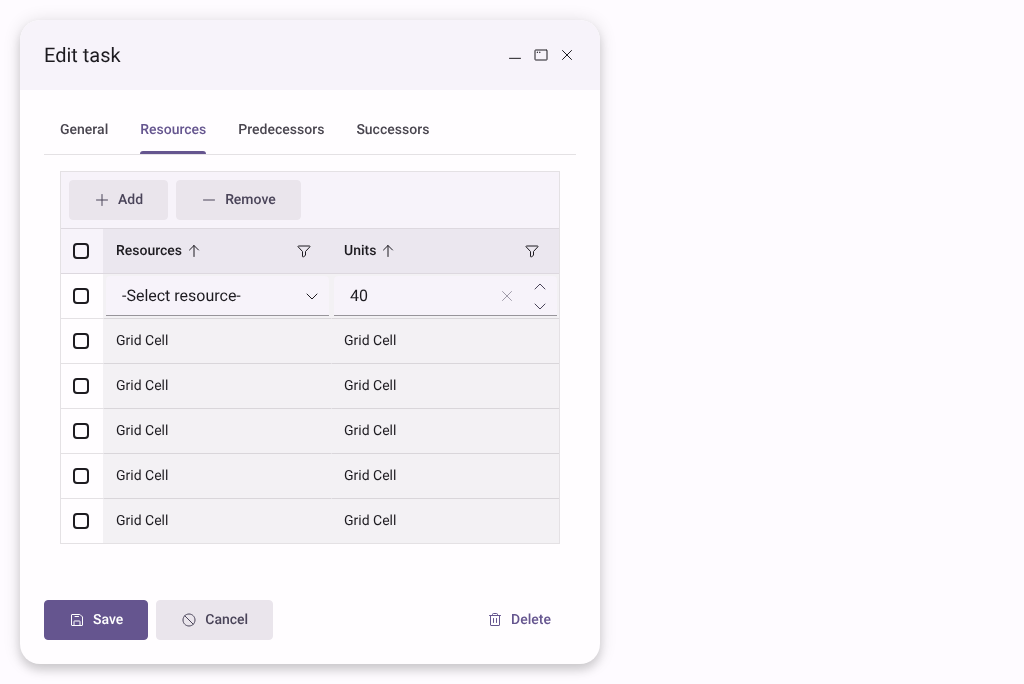 Edit task
General Resources Predecessors Successors
Add Remove
Resources Units
-Select resource- 40
Grid Cell Grid Cell
Grid Cell Grid Cell
Grid Cell Grid Cell
Grid Cell Grid Cell
Grid Cell Grid Cell
Save Cancel Delete